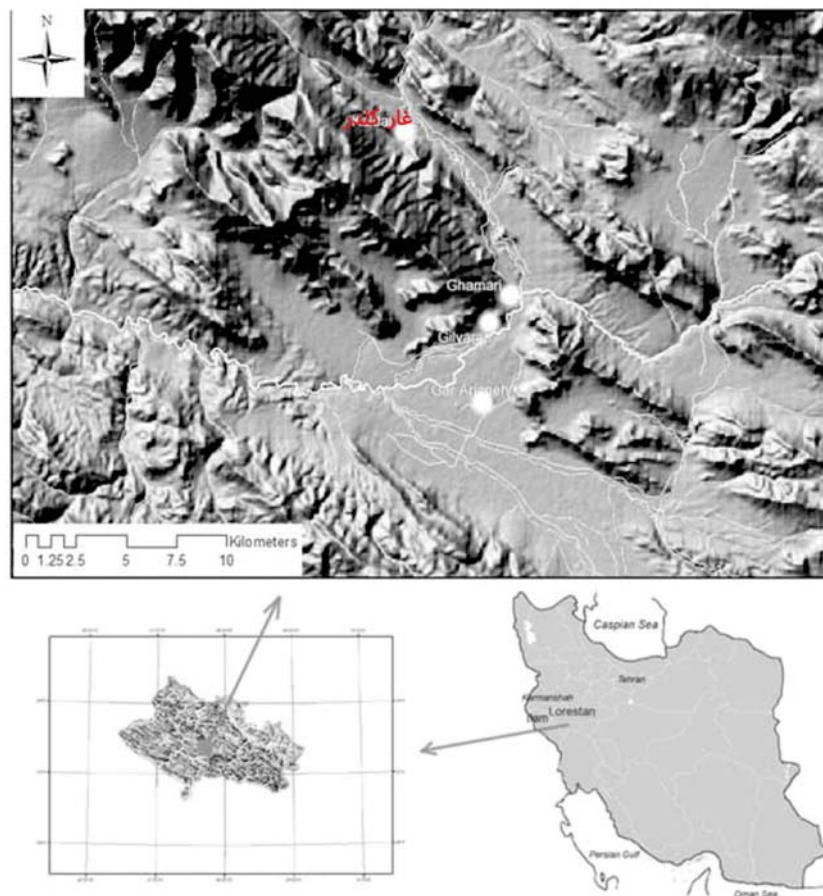 N
غار کلدر
Ghamari
Gilvaran
Gar Arjeneh
Kilometers
0 1.25 2.5 5 7.5 10
Caspian Sea
Tehran
Kermanshah
Lorestan
Ilam
Persian Gulf
Oman Sea